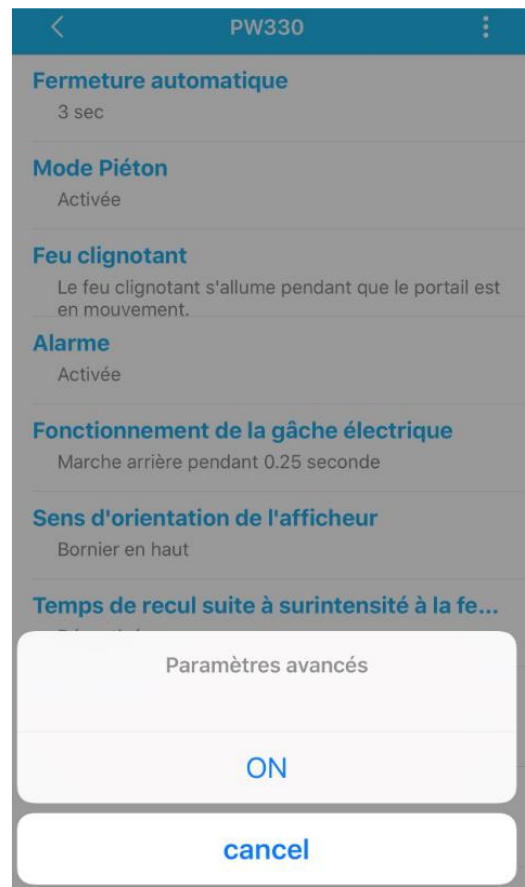 PW330
Fermeture automatique
3 sec
Mode Piéton
Activée
Feu clignotant
Le feu clignotant s'allume pendant que le portail est
en mouvement.
Alarme
Activée
Fonctionnement de la gâche électrique
Marche arrière pendant 0.25 seconde
Sens d'orientation de l'afficheur
Bornier en haut
Temps de recul suite à surintensité à la fe...
Paramètres avancés
ON
cancel